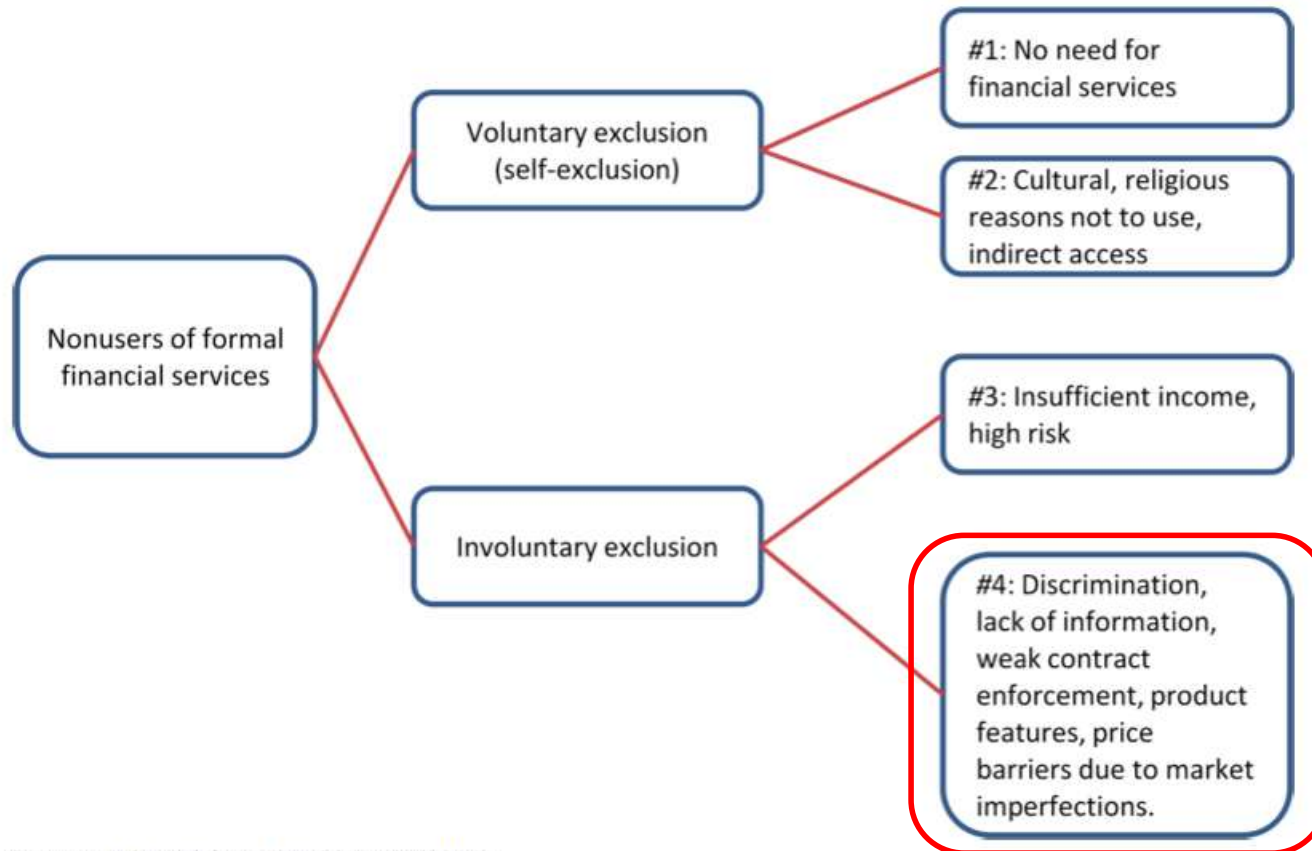 #1: No need for
financial services
Voluntary exclusion
(self-exclusion)
#2: Cultural, religious
reasons not to use,
indirect access
Nonusers of formal
financial services
#3: Insufficient income,
high risk
Involuntary exclusion
#4: Discrimination,
lack of information,
weak contract
enforcement, product
features, price
barriers due to market
imperfections.